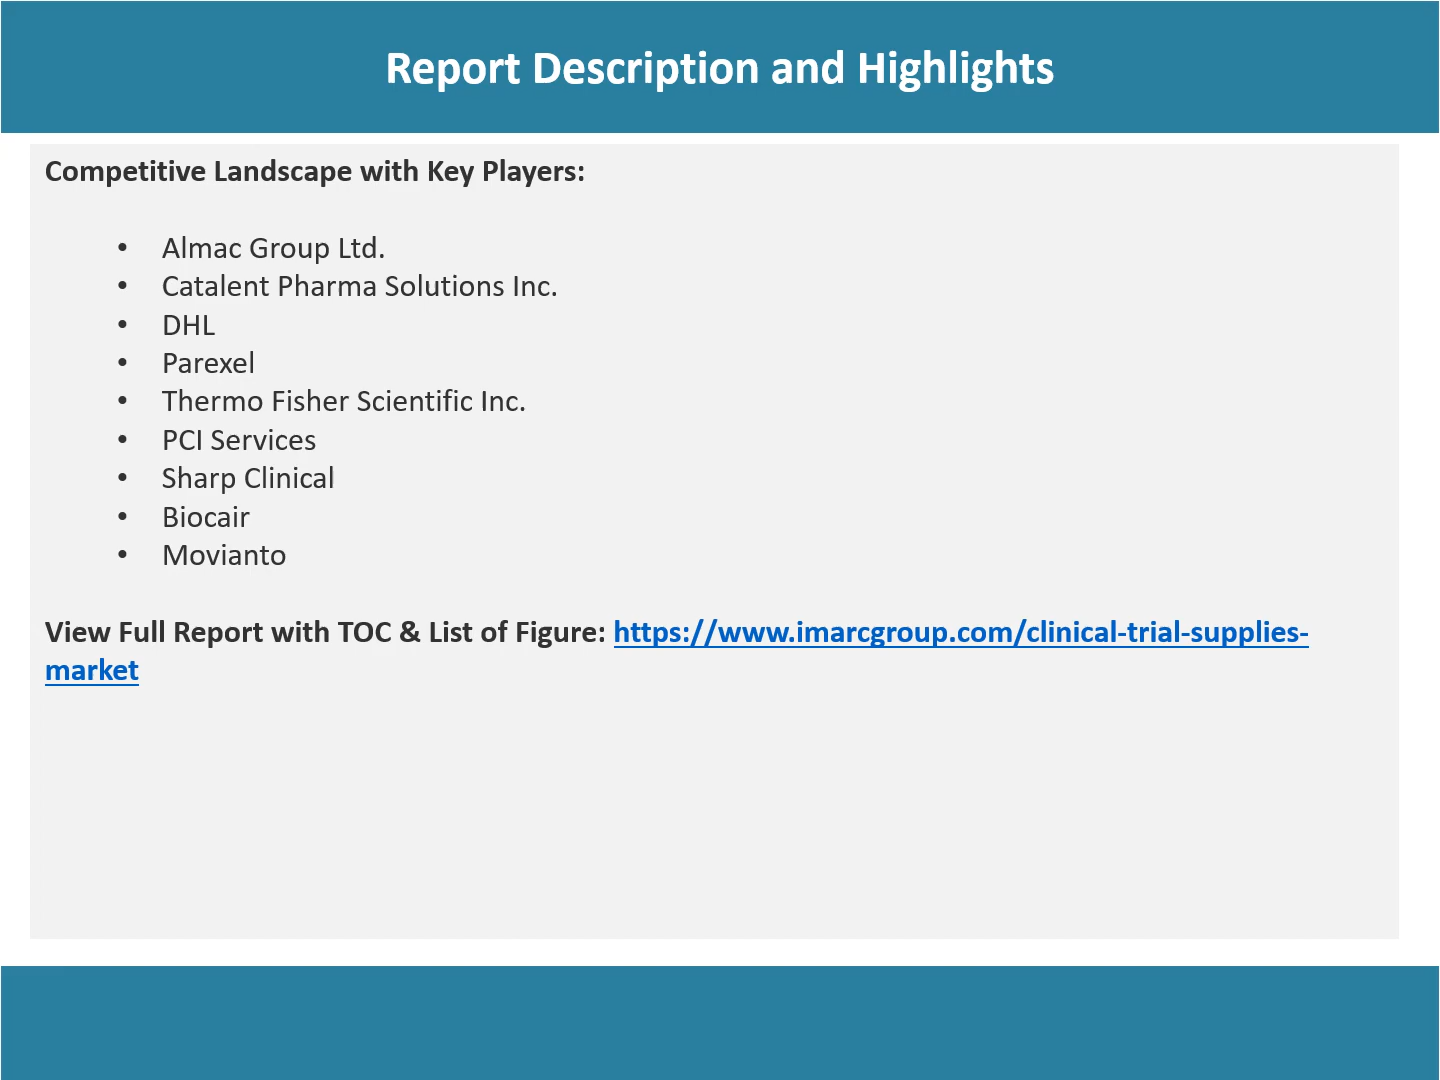 Report Description and Highlights
Competitive Landscape with Key Players:
• Almac Group Ltd.
• Catalent Pharma Solutions Inc.
• DHL
• Parexel
• Thermo Fisher Scientific Inc.
• PCI Services
• Sharp Clinical
• Biocair
• Movianto
View Full Report with TOC & List of Figure: https://www.imarcgroup.com/clinical-trial-supplies-
market